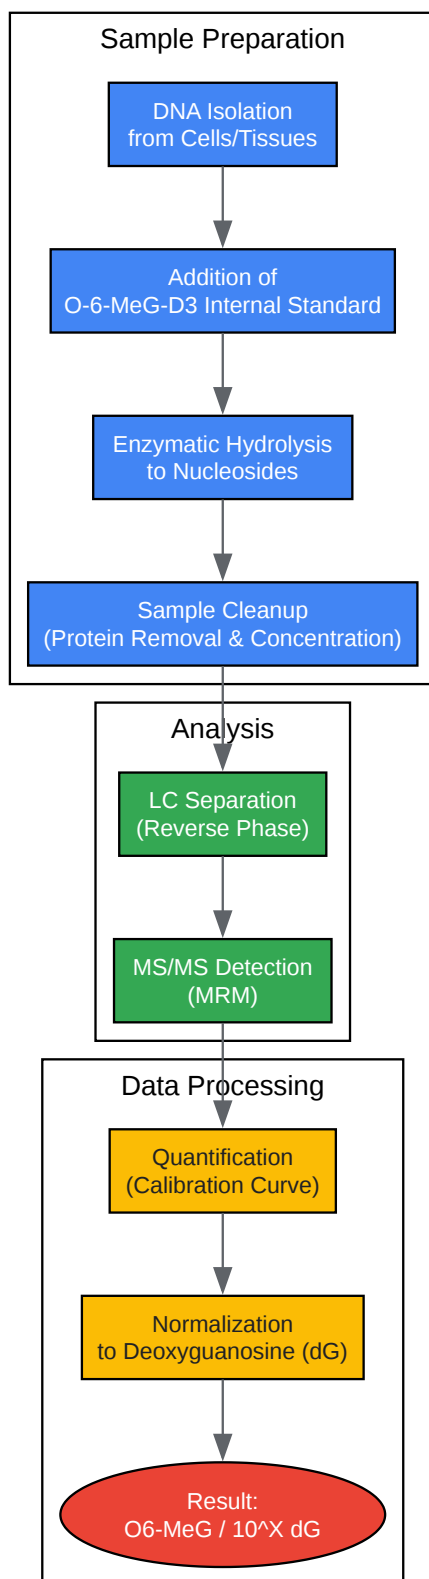 Sample Preparation
DNA Isolation
from Cells/Tissues
Addition of
O-6-MeG-D3 Internal Standard
Enzymatic Hydrolysis
to Nucleosides
Sample Cleanup
(Protein Removal & Concentration)
Analysis
LC Separation
(Reverse Phase)
MS/MS Detection
(MRM)
Data Processing
Quantification
(Calibration Curve)
Normalization
to Deoxyguanosine (dG)
Result:
O6-MeG / 10^X dG